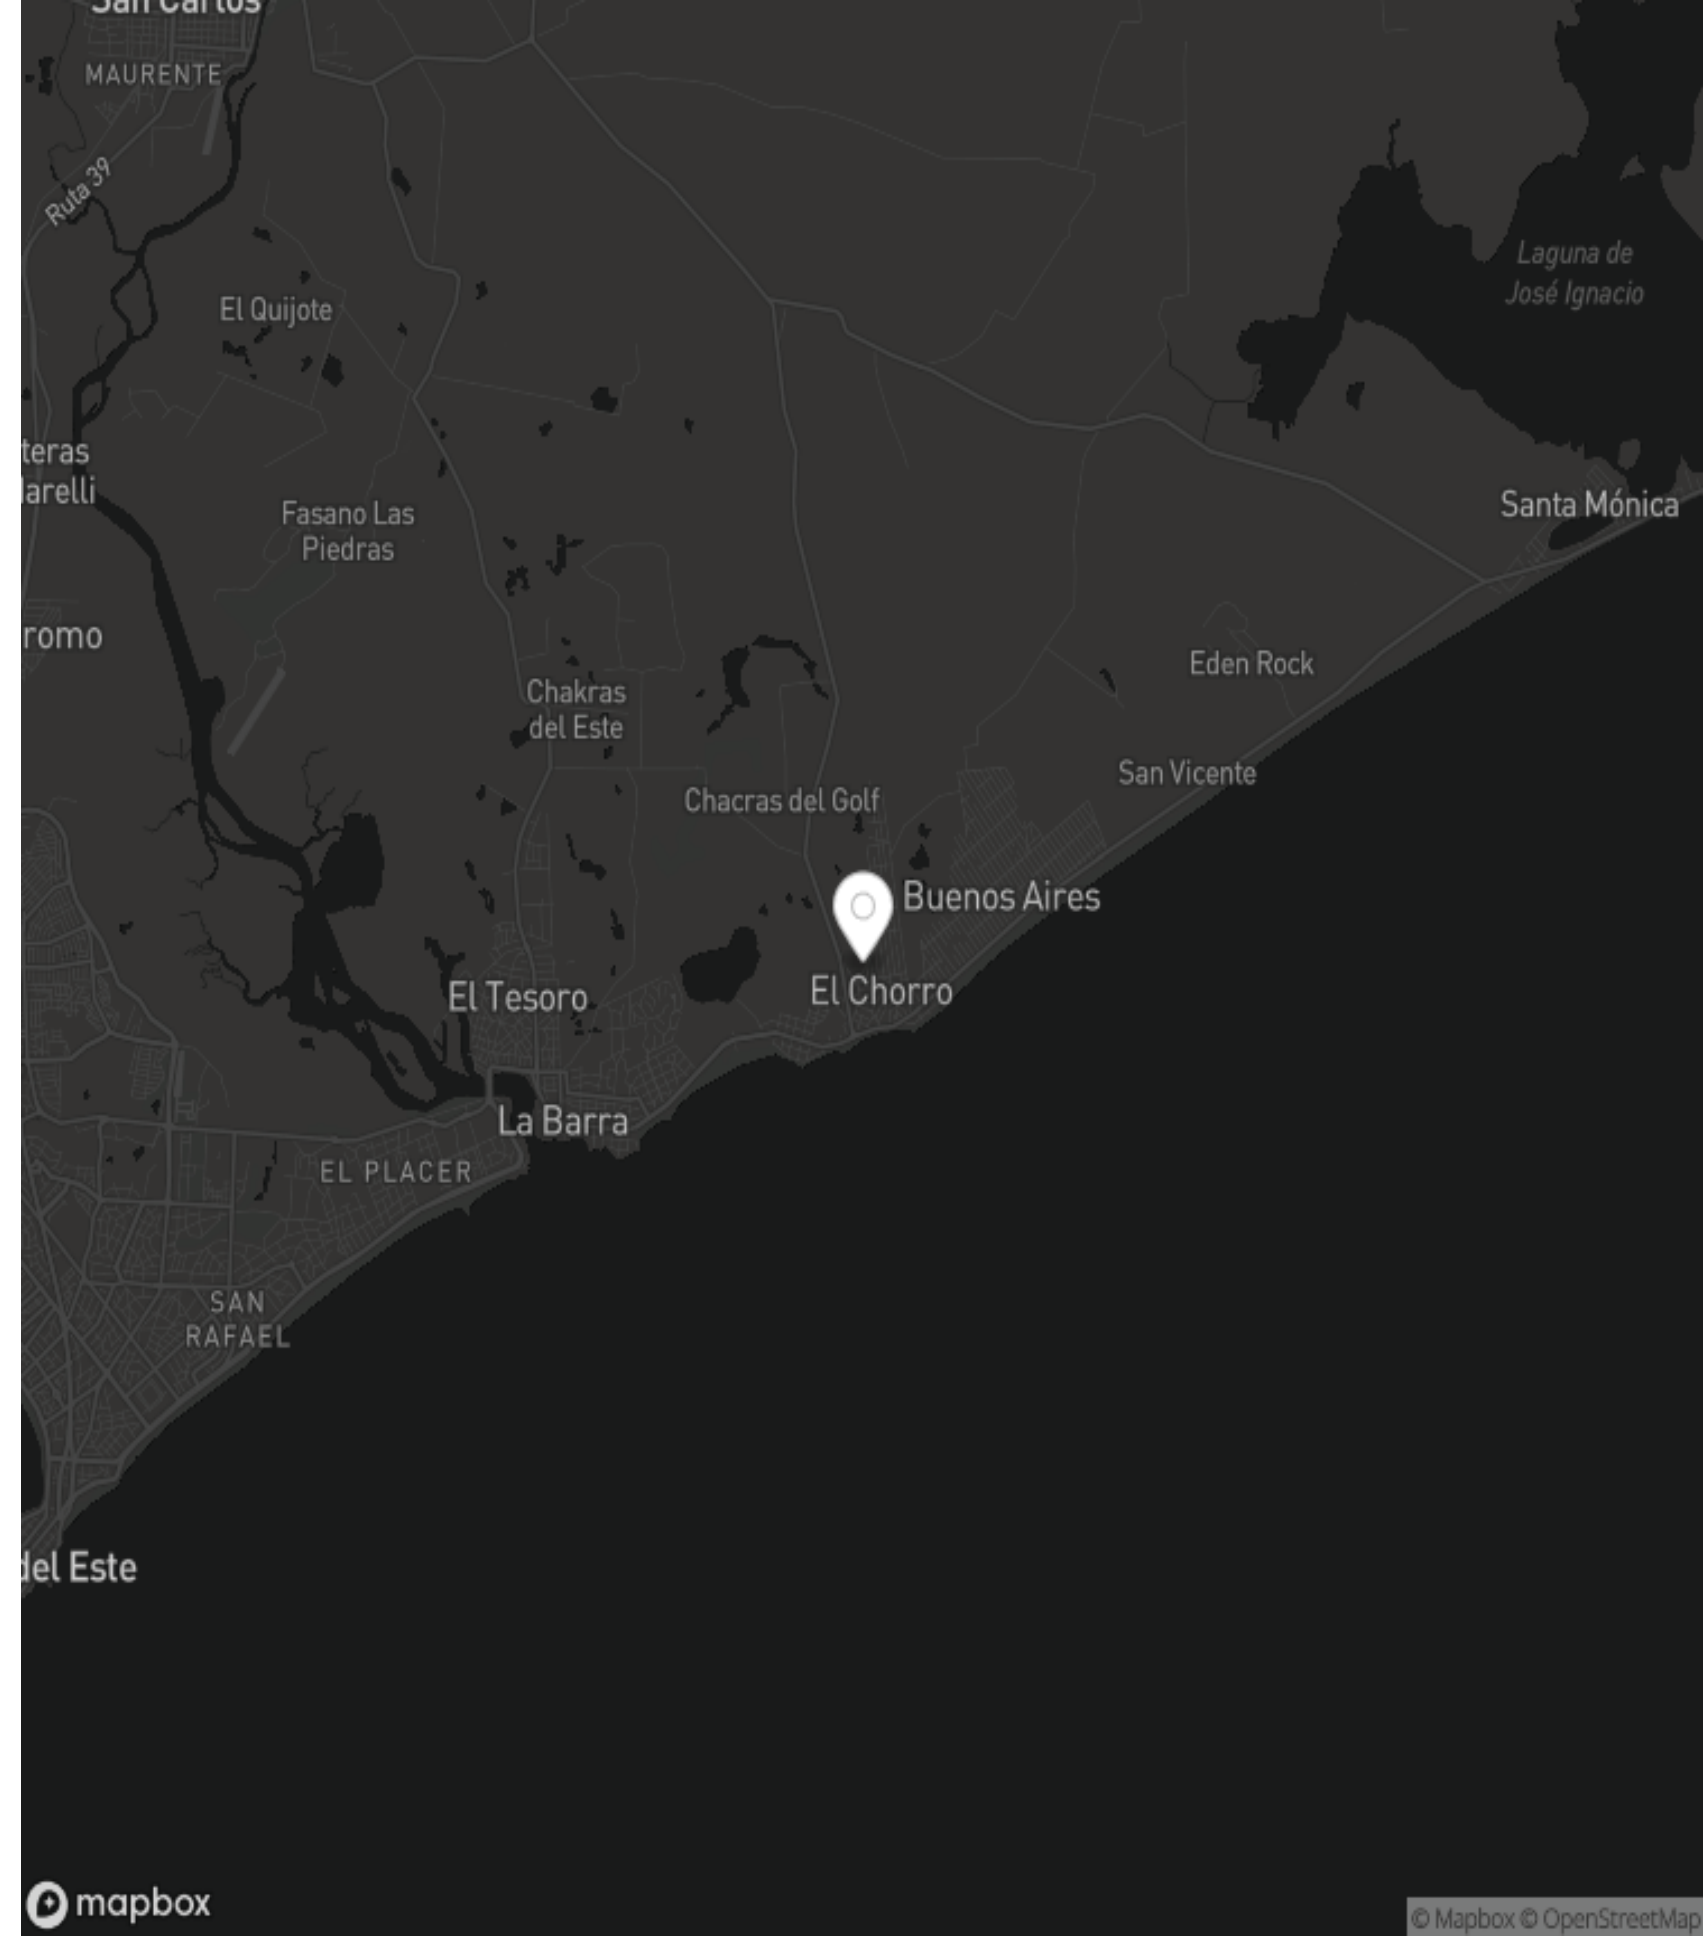 San Carlos
MAURENTE
Ruta 39
Laguna de
José Ignacio
El Quijote
teras
larelli
Fasano Las
Piedras
Santa Mónica
romo
Eden Rock
Chakras
del Este
San Vicente
Chacras del Golf
Buenos Aires
El Chorro
El Tesoro
La Barra
EL PLACER
SAN
RAFAEL
del Este
mapbox
© Mapbox © OpenStreetMap